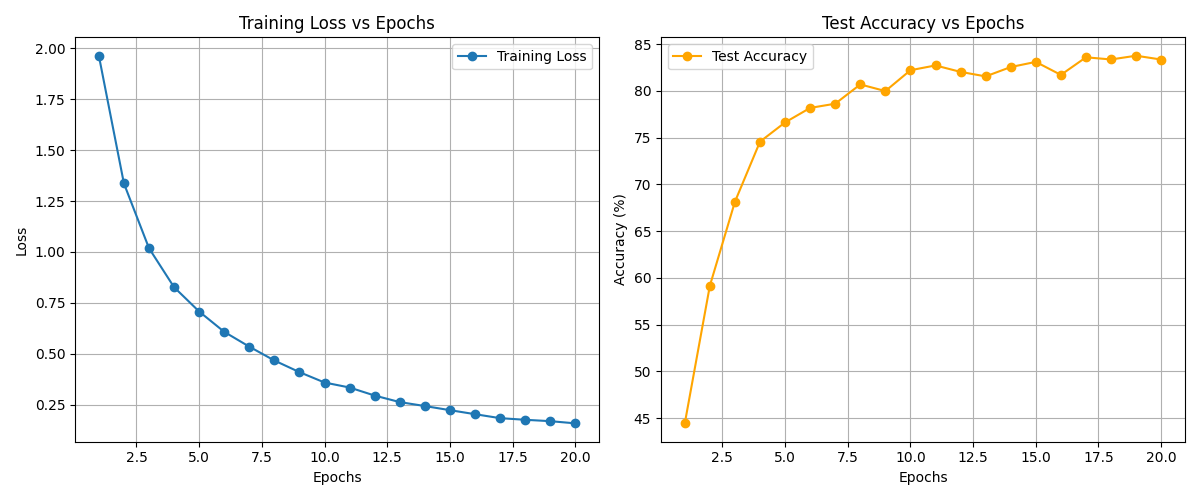 Training Loss vs Epochs
Training Loss
2.00
1.75
1.50
1.25
1.00
0.75
0.50
0.25
Loss
2.5 5.0 7.5 10.0 12.5 15.0 17.5 20.0
Epochs
Test Accuracy vs Epochs
Test Accuracy
85
80
75
70
65
60
55
50
45
Accuracy (%)
2.5 5.0 7.5 10.0 12.5 15.0 17.5 20.0
Epochs